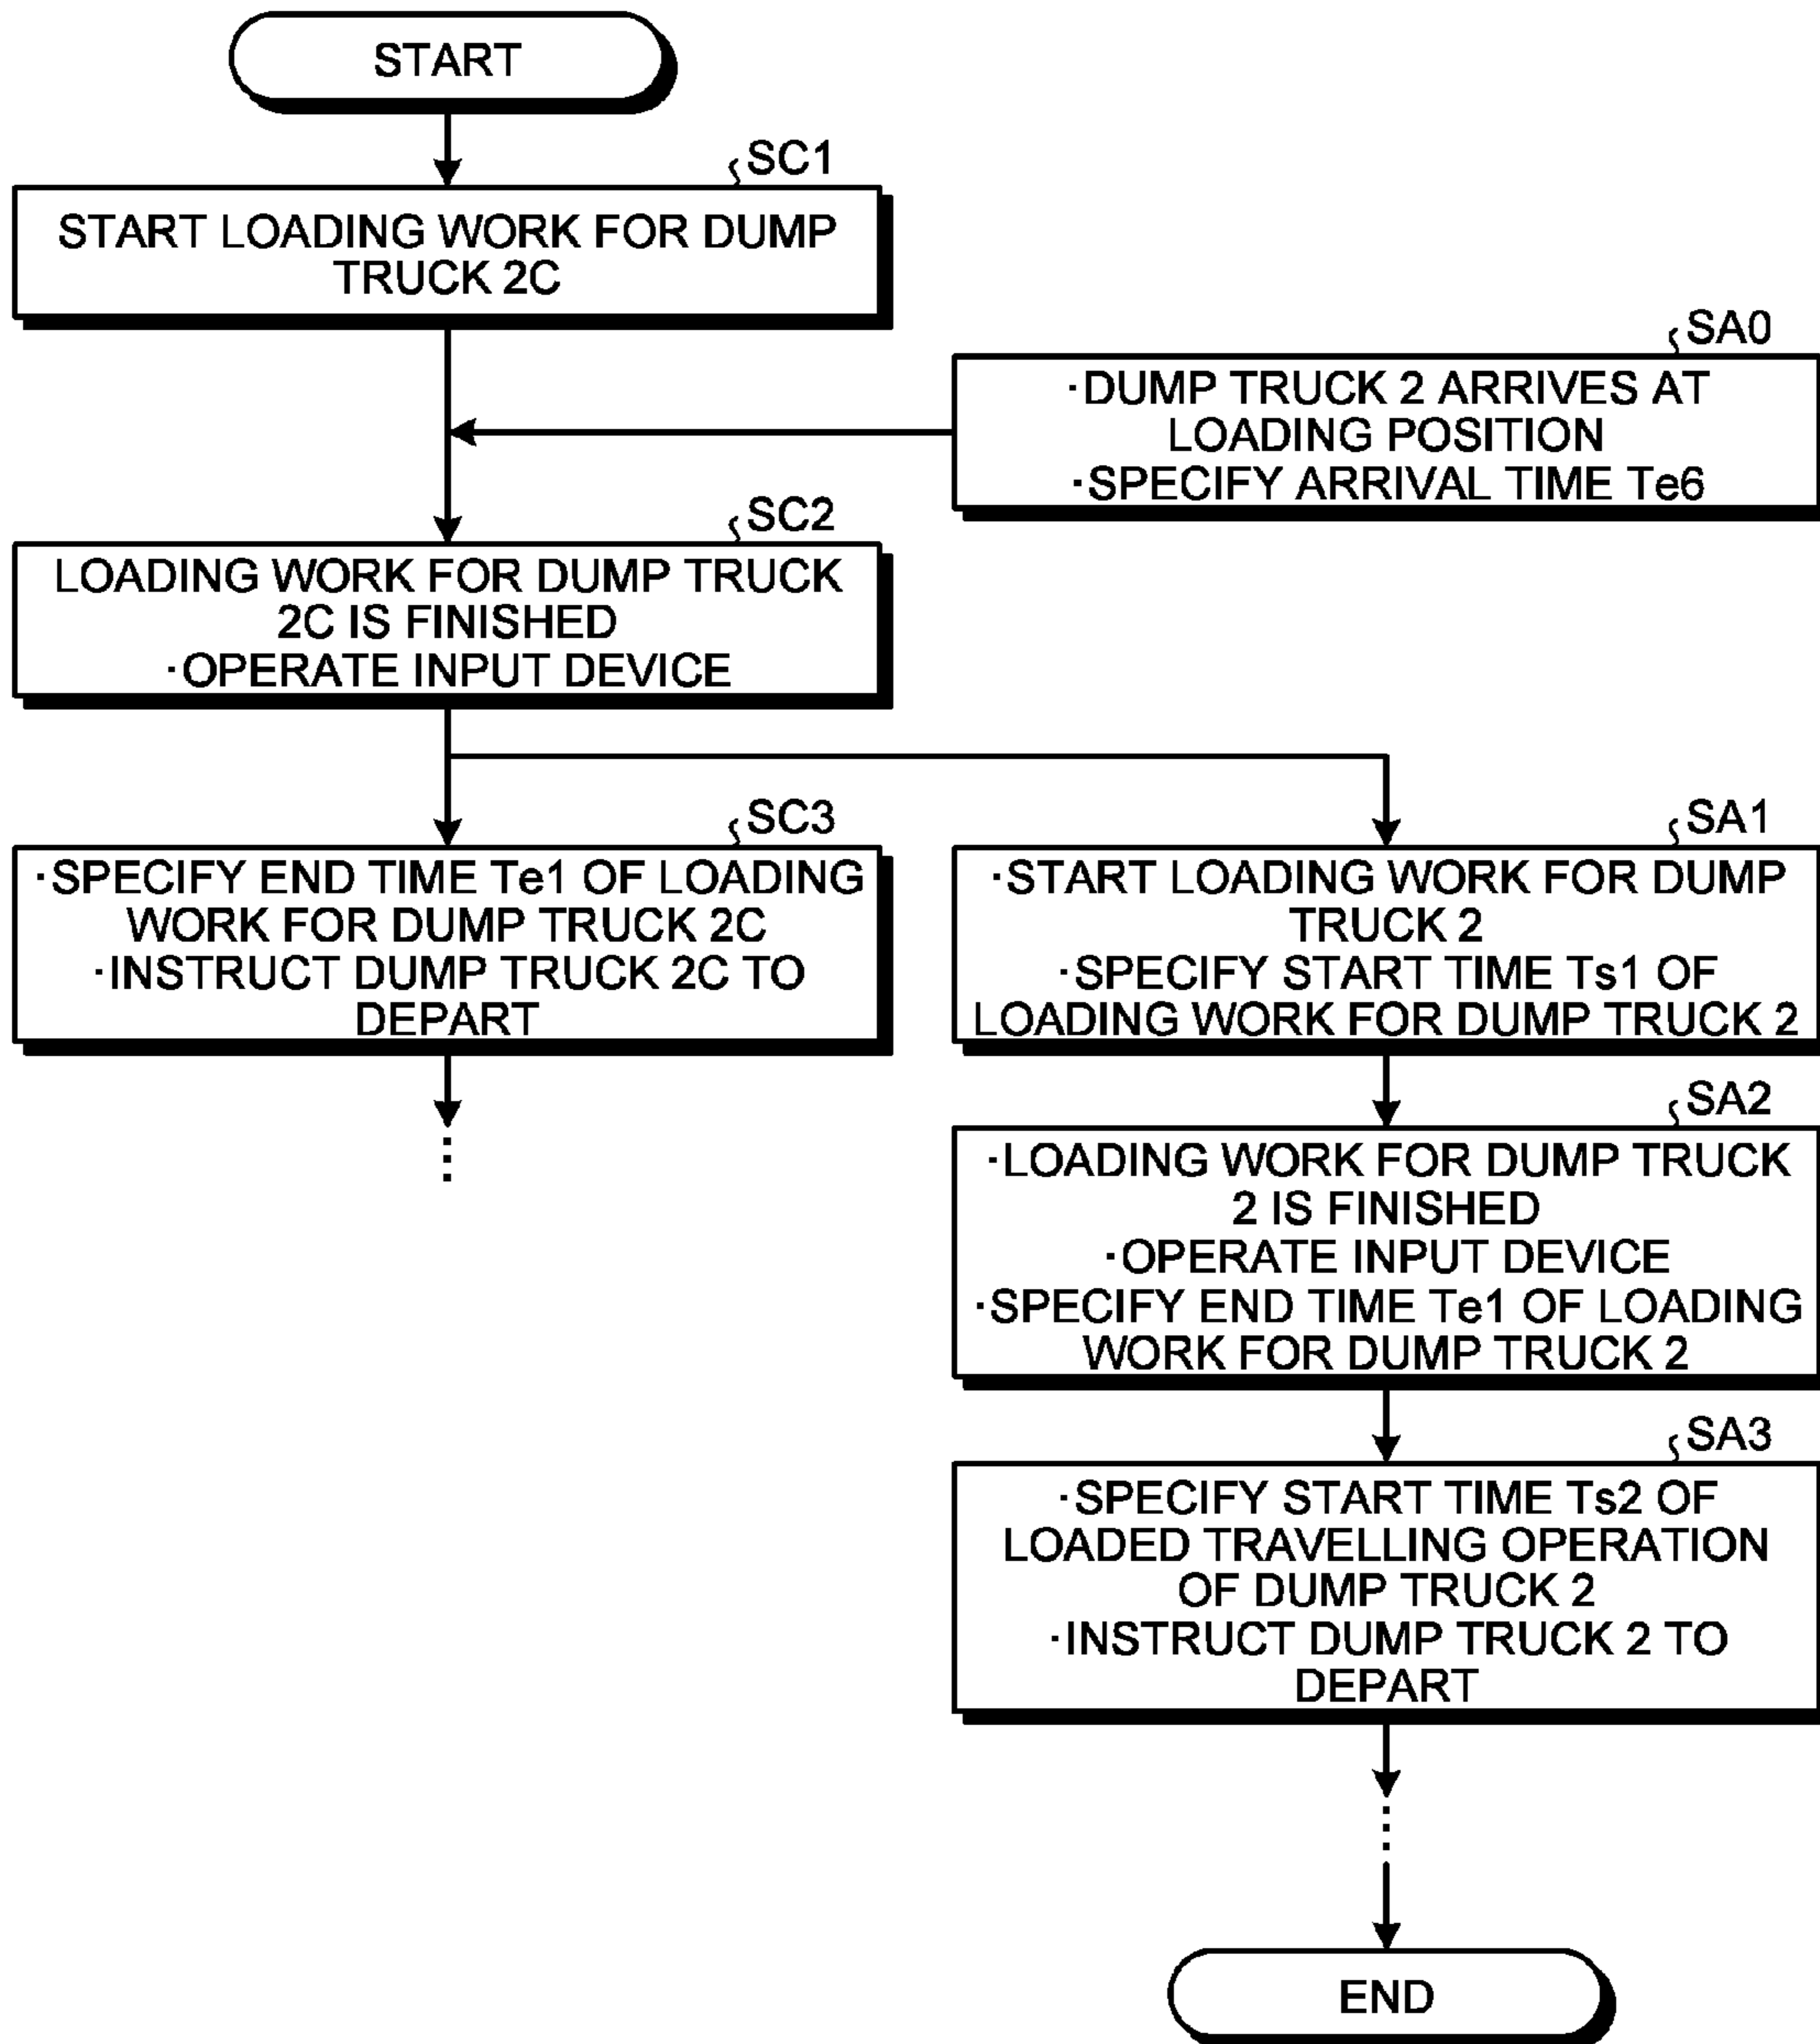 START
SC1
START LOADING WORK FOR DUMP
TRUCK 2C
SA0
·DUMP TRUCK 2 ARRIVES AT
LOADING POSITION
·SPECIFY ARRIVAL TIME Te6
SC2
LOADING WORK FOR DUMP TRUCK
2C IS FINISHED
·OPERATE INPUT DEVICE
SC3
·SPECIFY END TIME Te1 OF LOADING
WORK FOR DUMP TRUCK 2C
·INSTRUCT DUMP TRUCK 2C TO
DEPART
SA1
·START LOADING WORK FOR DUMP
TRUCK 2
·SPECIFY START TIME Ts1 OF
LOADING WORK FOR DUMP TRUCK 2
SA2
·LOADING WORK FOR DUMP TRUCK
2 IS FINISHED
·OPERATE INPUT DEVICE
·SPECIFY END TIME Te1 OF LOADING
WORK FOR DUMP TRUCK 2
SA3
·SPECIFY START TIME Ts2 OF
LOADED TRAVELLING OPERATION
OF DUMP TRUCK 2
·INSTRUCT DUMP TRUCK 2 TO
DEPART
END